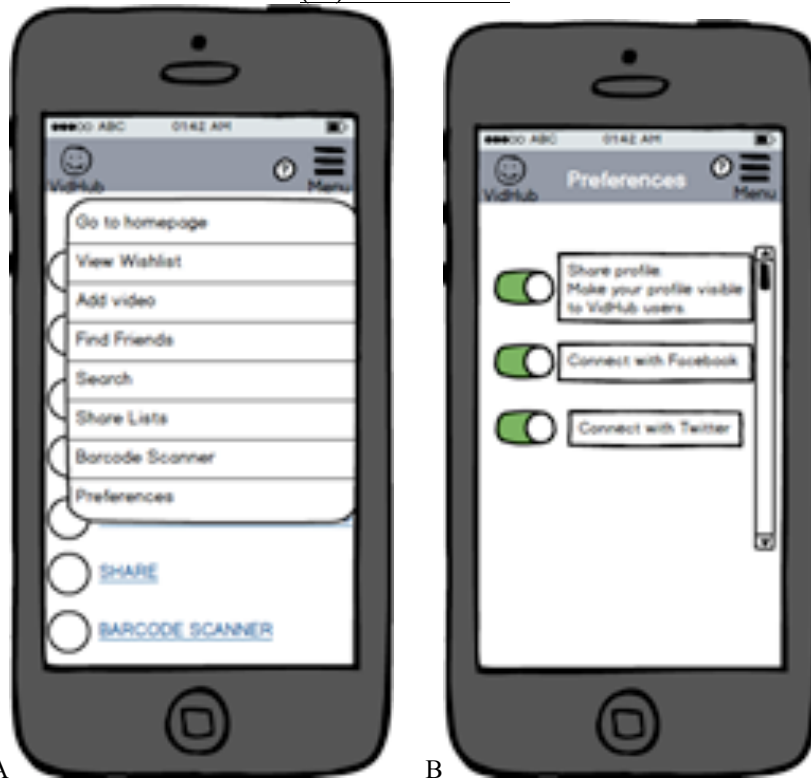 ABC 01:42 AM
VidHub
?
Menu
Go to homepage
View Wishlist
Add video
Find Friends
Search
Share Lists
Barcode Scanner
Preferences
SHARE
BARCODE SCANNER
A
ABC 01:42 AM
VidHub
Preferences
?
Menu
Share profile.
Make your profile visible
to VidHub users.
Connect with Facebook
Connect with Twitter
B